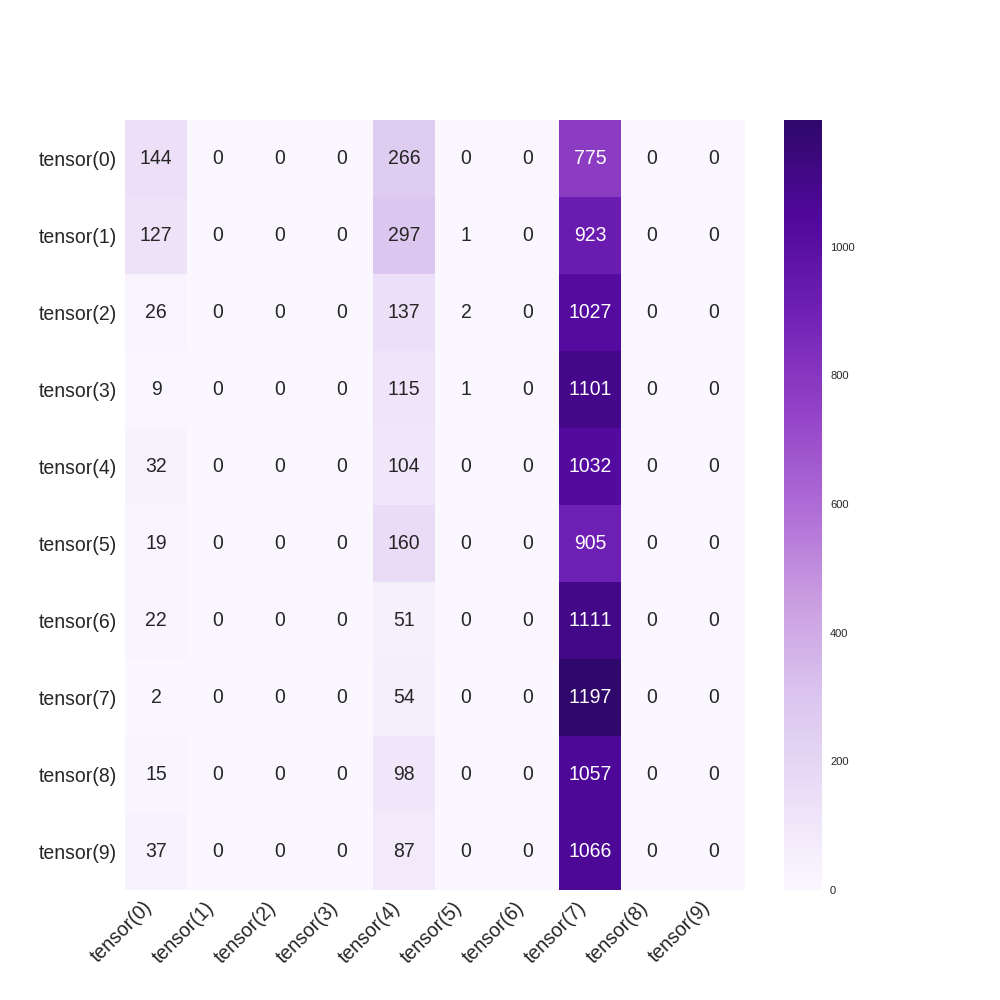 tensor(0) 144 0 0 0 266 0 0 775 0 0
tensor(1) 127 0 0 0 297 1 0 923 0 0
1000
tensor(2) 26 0 0 0 137 2 0 1027 0 0
800
tensor(3) 9 0 0 0 115 1 0 1101 0 0
tensor(4) 32 0 0 0 104 0 0 1032 0 0
600
tensor(5) 19 0 0 0 160 0 0 905 0 0
tensor(6) 22 0 0 0 51 0 0 1111 0 0
400
tensor(7) 2 0 0 0 54 0 0 1197 0 0
200
tensor(8) 15 0 0 0 98 0 0 1057 0 0
tensor(9) 37 0 0 0 87 0 0 1066 0 0
0
tensor(0) tensor(1) tensor(2) tensor(3) tensor(4) tensor(5) tensor(6) tensor(7) tensor(8) tensor(9)